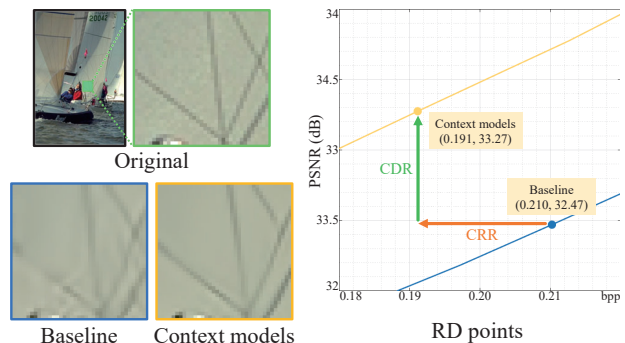 20042
Original
Baseline
Context models
34
34.5
33
33.5
32
PSNR (dB)
Context models
(0.191, 33.27)
CDR
Baseline
(0.210, 32.47)
CRR
0.18
0.19
0.20
0.21
bpp
RD points